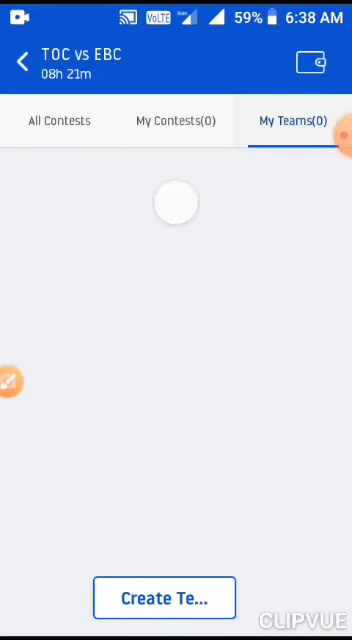 VoLTE 59% 6:38 AM
TOC vs EBC
08h 21m
All Contests My Contests(0) My Teams(0)
Create Te...
CLIPVUE